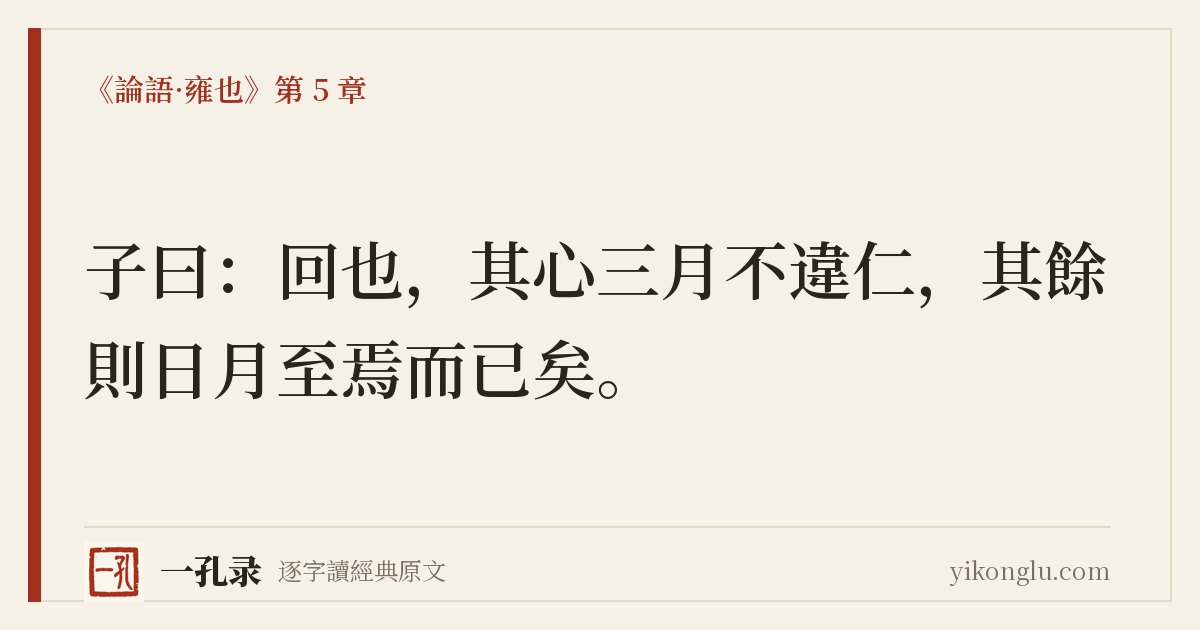 《論語·雍也》第 5 章
子曰：回也，其心三月不違仁，其餘
則日月至焉而已矣。
一孔
一孔录 逐字讀經典原文 yikonglu.com